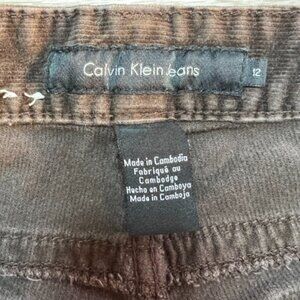 Calvin Klein Jeans
12
Made in Cambodia
Fabriqué au
Cambodge
Hecho en Camboya
Made in Camboja